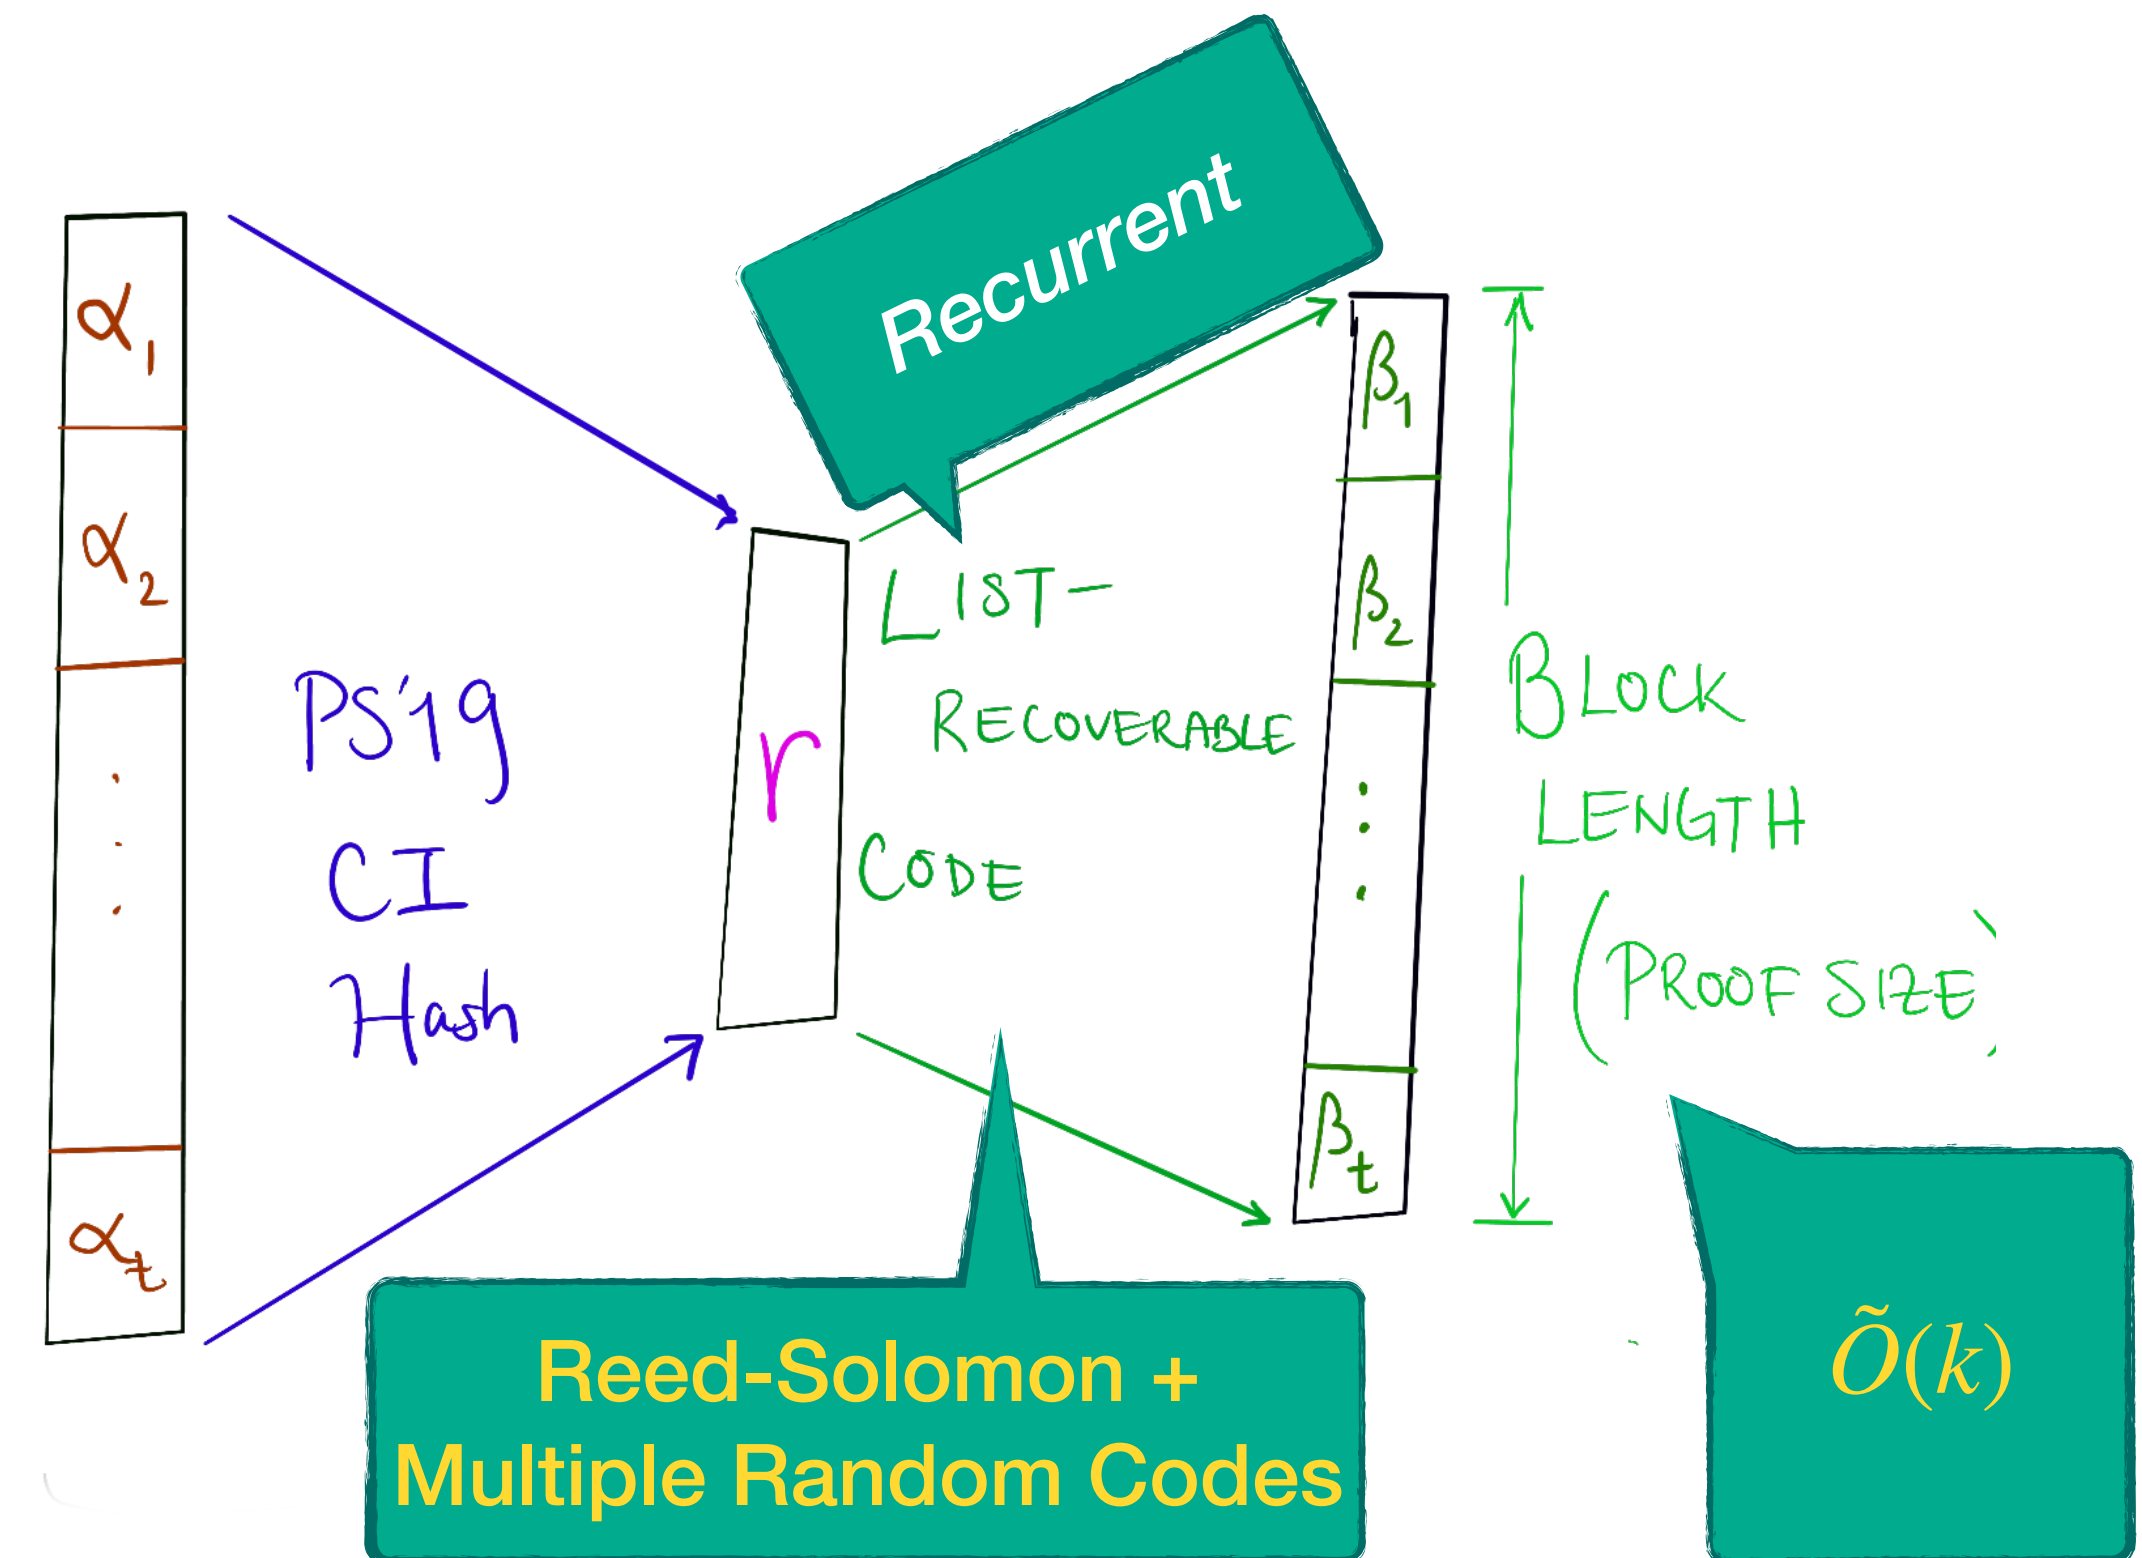 α₁
α₂
⋮
αₜ
PS'19
CI
Hash
r
Recurrent
LIST-
RECOVERABLE
CODE
β₁
β₂
⋮
βₜ
BLOCK
LENGTH
(PROOF SIZE)
Reed-Solomon +
Multiple Random Codes
Õ(k)